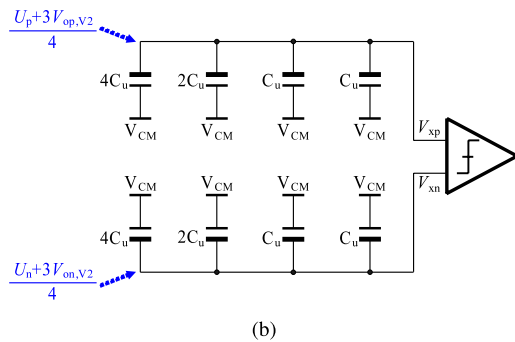 U_p+3V_op,V2
4
4C_u 2C_u C_u C_u
V_CM V_CM V_CM V_CM
V_xp
V_xn
V_CM V_CM V_CM V_CM
4C_u 2C_u C_u C_u
U_n+3V_on,V2
4
(b)